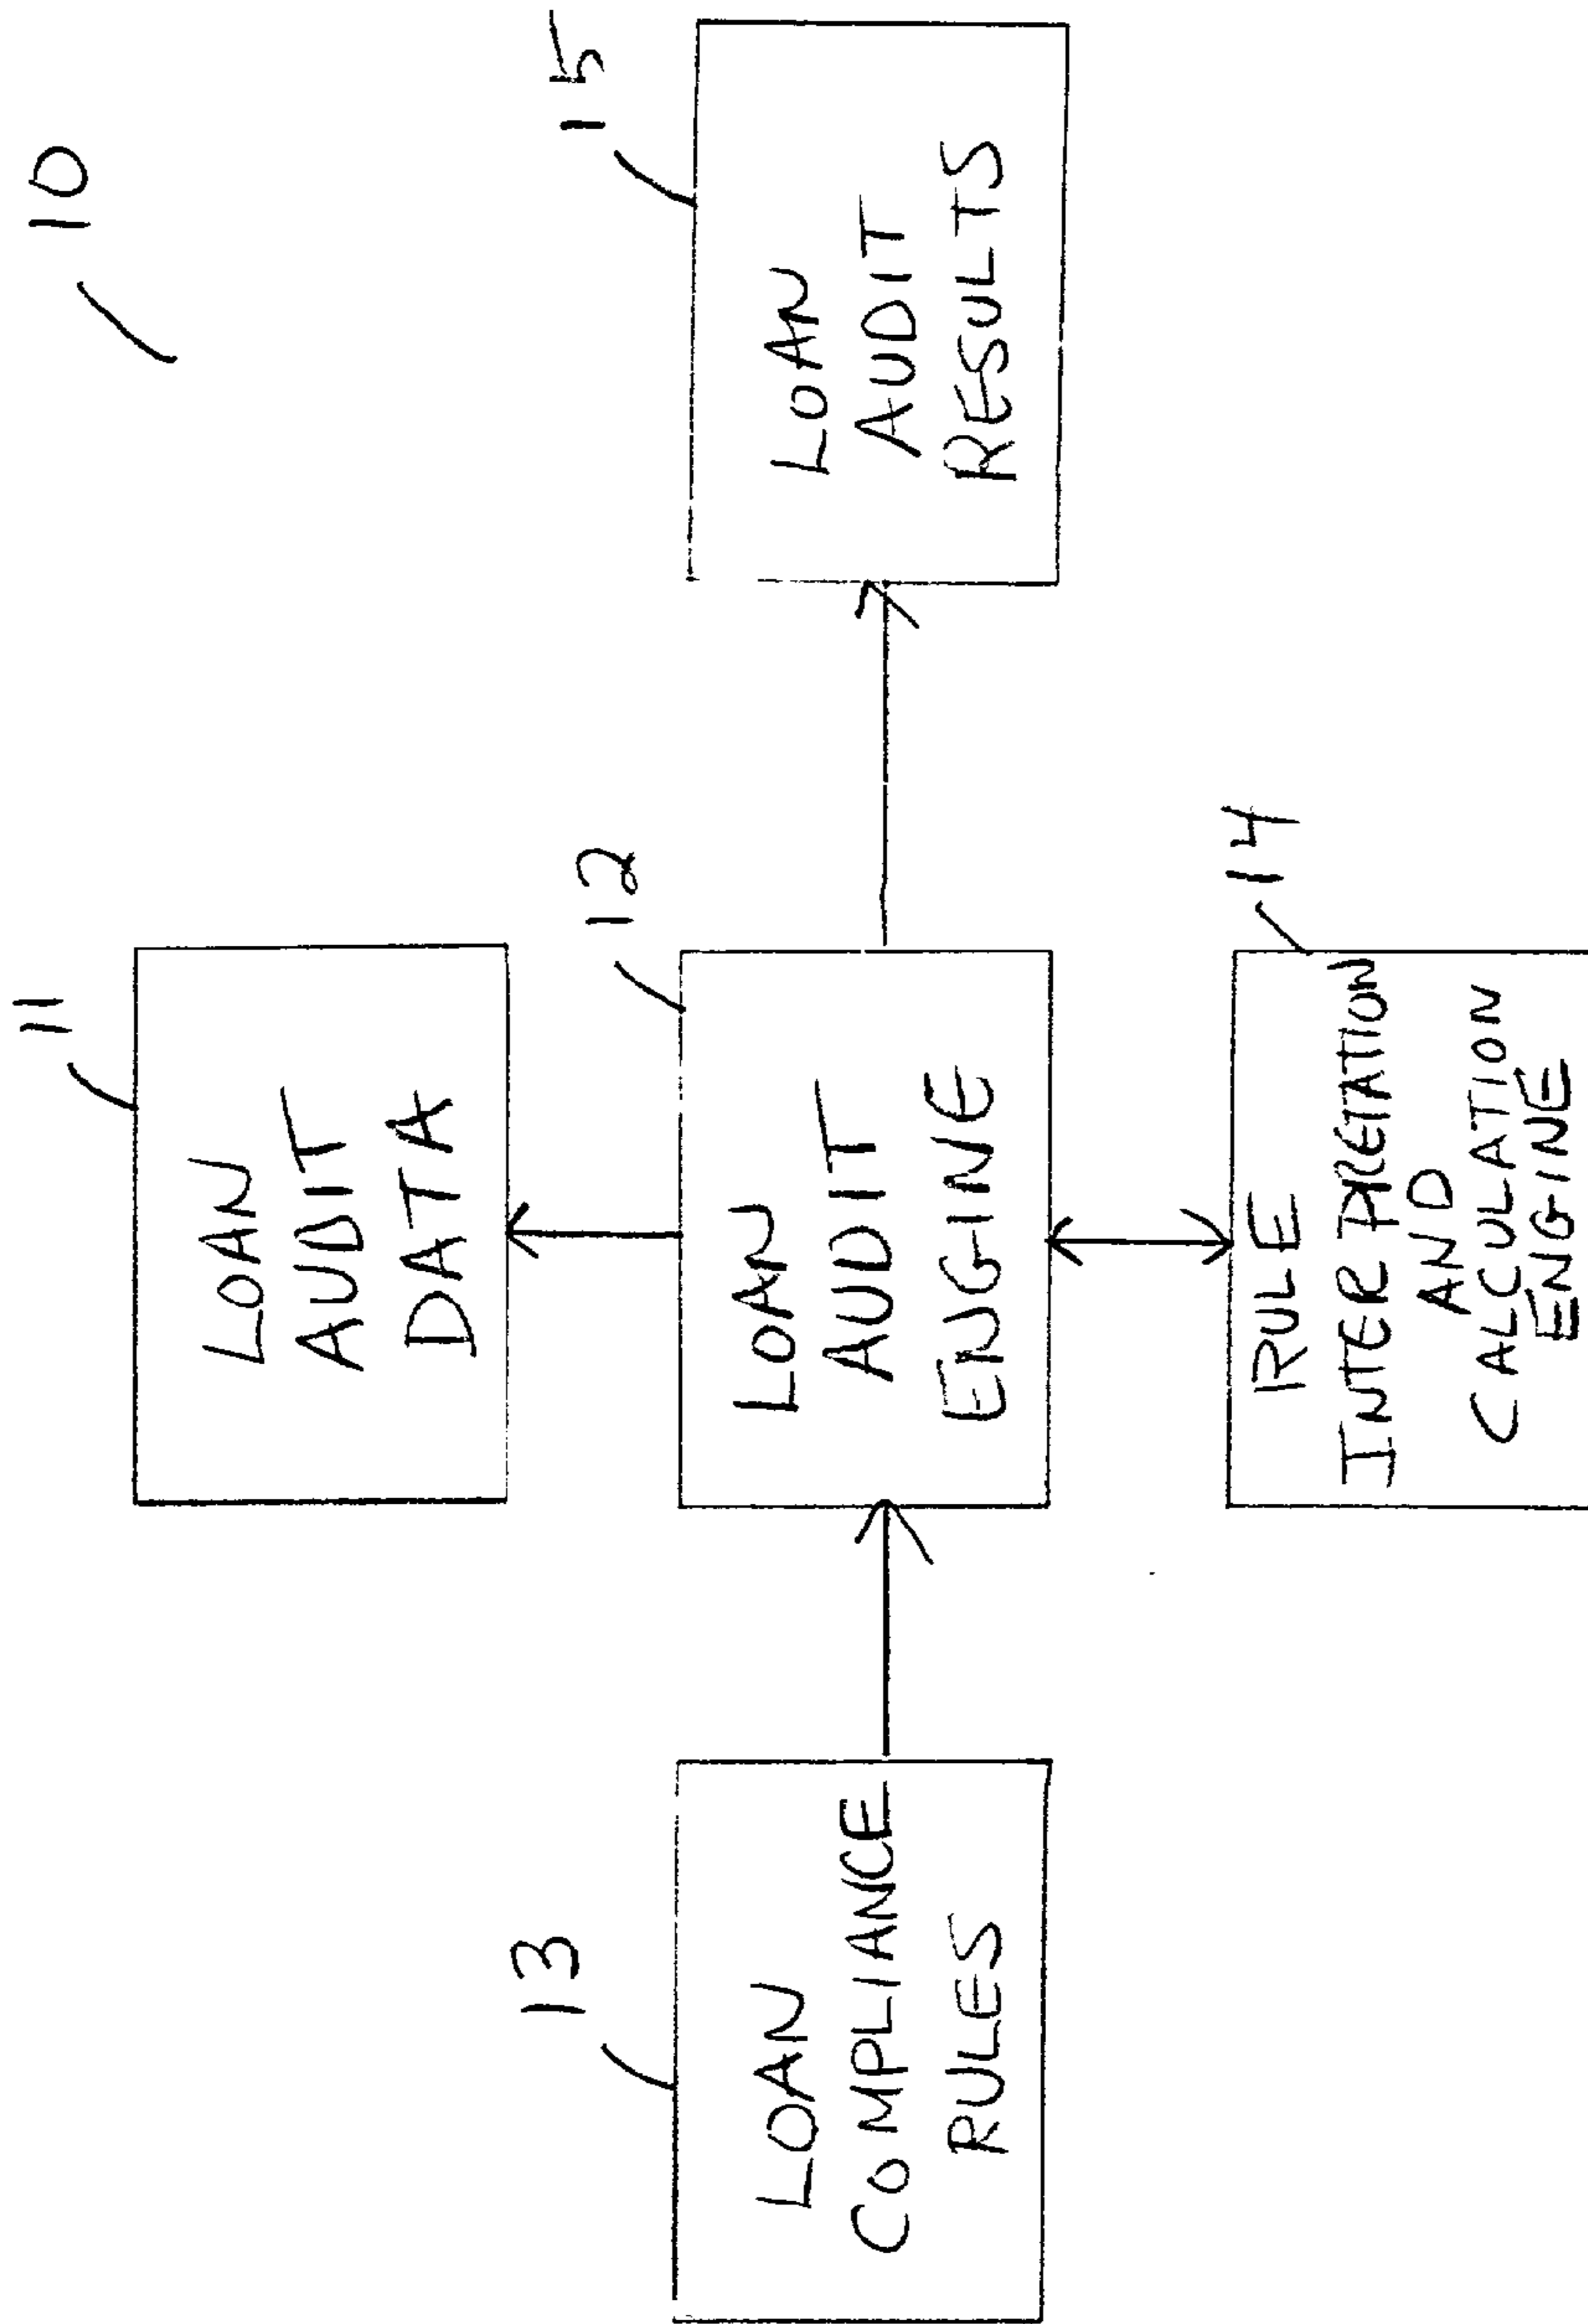 10
11
LOAN
AUDIT
DATA
12
LOAN
AUDIT
ENGINE
13
LOAN
COMPLIANCE
RULES
14
RULE
INTERPRETATION
AND
CALCULATION
ENGINE
15
LOAN
AUDIT
RESULTS